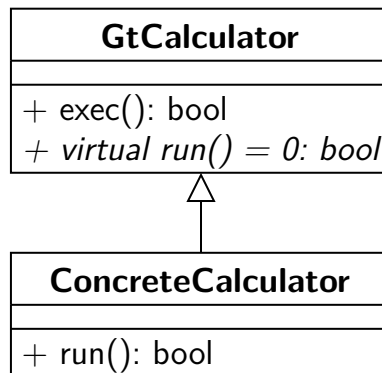 GtCalculator
+ exec(): bool
+ virtual run() = 0: bool
ConcreteCalculator
+ run(): bool